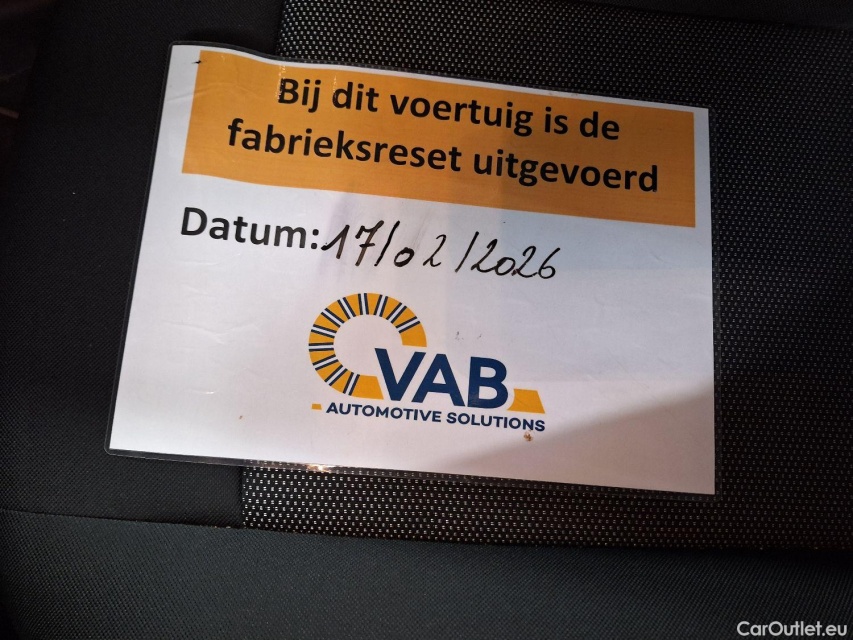 Bij dit voertuig is de
fabrieksreset uitgevoerd
Datum: 17/02/2026
VAB
AUTOMOTIVE SOLUTIONS
CarOutlet.eu